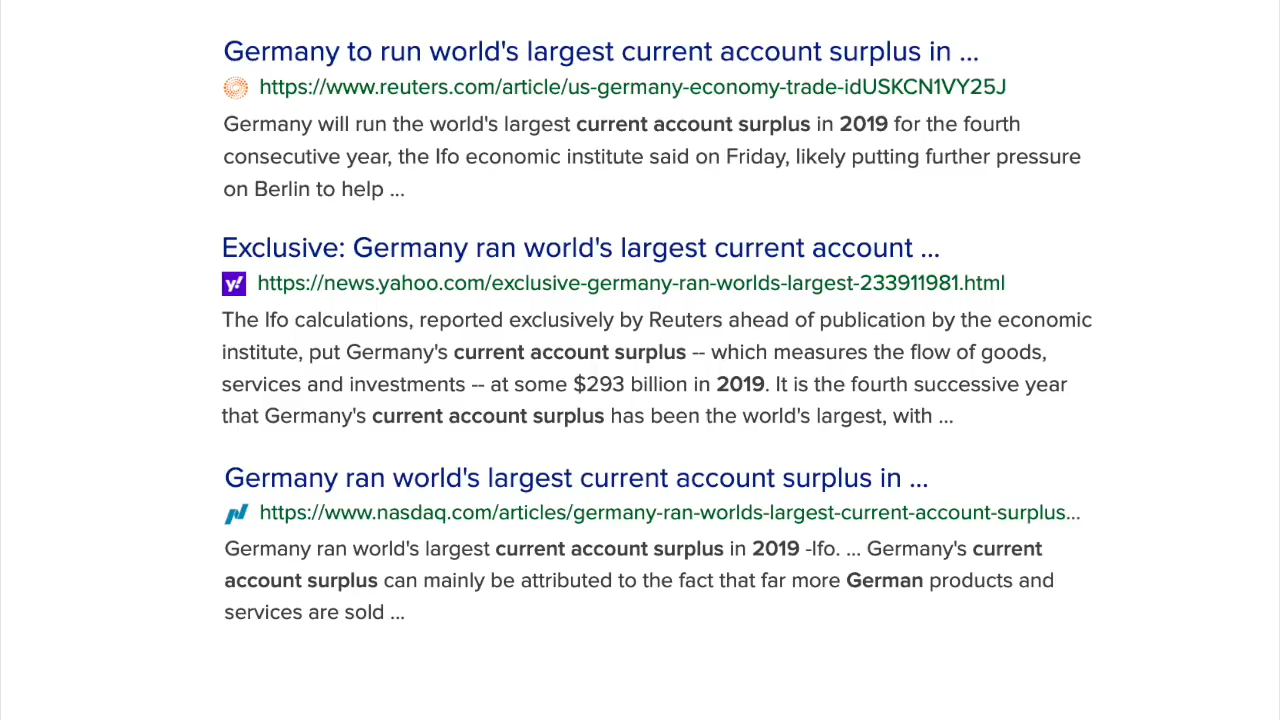 Germany to run world's largest current account surplus in ...
https://www.reuters.com/article/us-germany-economy-trade-idUSKCN1VY25J
Germany will run the world's largest current account surplus in 2019 for the fourth
consecutive year, the Ifo economic institute said on Friday, likely putting further pressure
on Berlin to help ...
Exclusive: Germany ran world's largest current account ...
y!
https://news.yahoo.com/exclusive-germany-ran-worlds-largest-233911981.html
The Ifo calculations, reported exclusively by Reuters ahead of publication by the economic
institute, put Germany's current account surplus -- which measures the flow of goods,
services and investments -- at some $293 billion in 2019. It is the fourth successive year
that Germany's current account surplus has been the world's largest, with ...
Germany ran world's largest current account surplus in ...
https://www.nasdaq.com/articles/germany-ran-worlds-largest-current-account-surplus...
Germany ran world's largest current account surplus in 2019 -Ifo. ... Germany's current
account surplus can mainly be attributed to the fact that far more German products and
services are sold ...